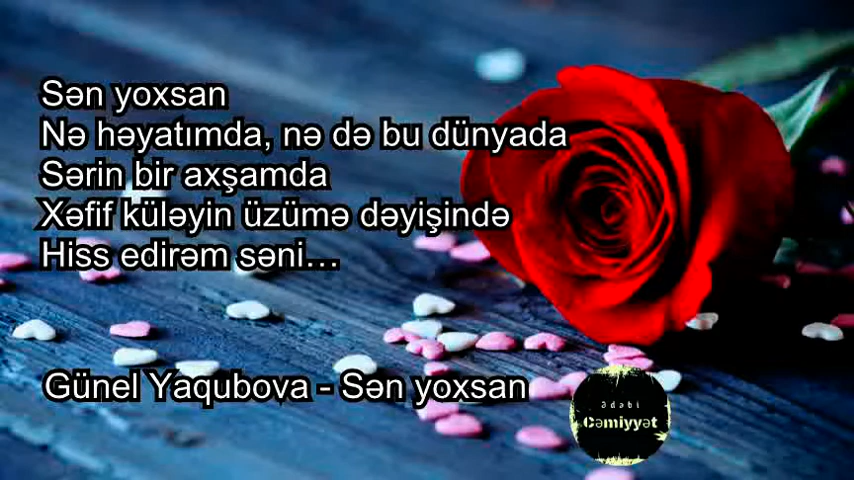 Sən yoxsan
Nə həyatımda, nə də bu dünyada
Sərin bir axşamda
Xəfif küləyin üzümə dəyişində
Hiss edirəm səni…
Günel Yaqubova - Sən yoxsan
Ədəbi
Cəmiyyət